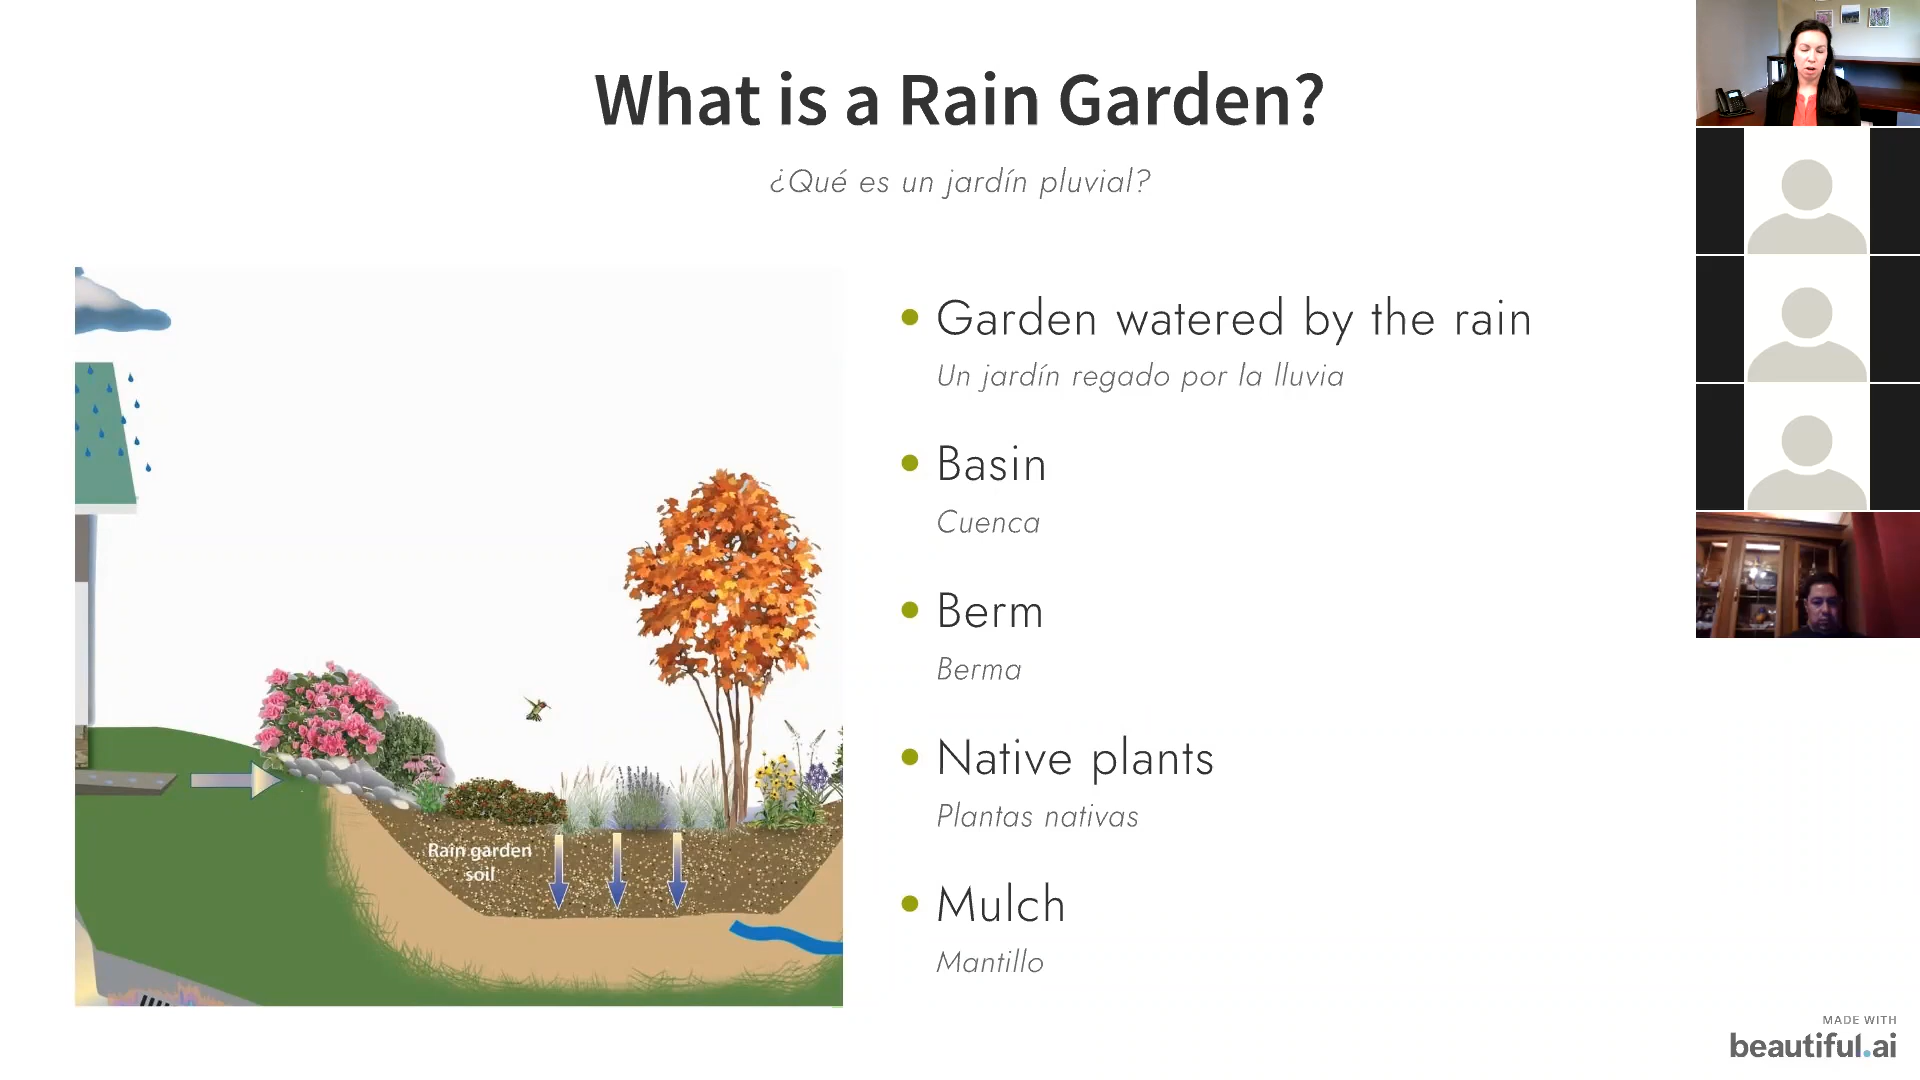 What is a Rain Garden?
¿Qué es un jardín pluvial?
Garden watered by the rain
Un jardín regado por la lluvia
Basin
Cuenca
Berm
Berma
Native plants
Plantas nativas
Mulch
Mantillo
Rain garden
soil
MADE WITH
beautiful.ai